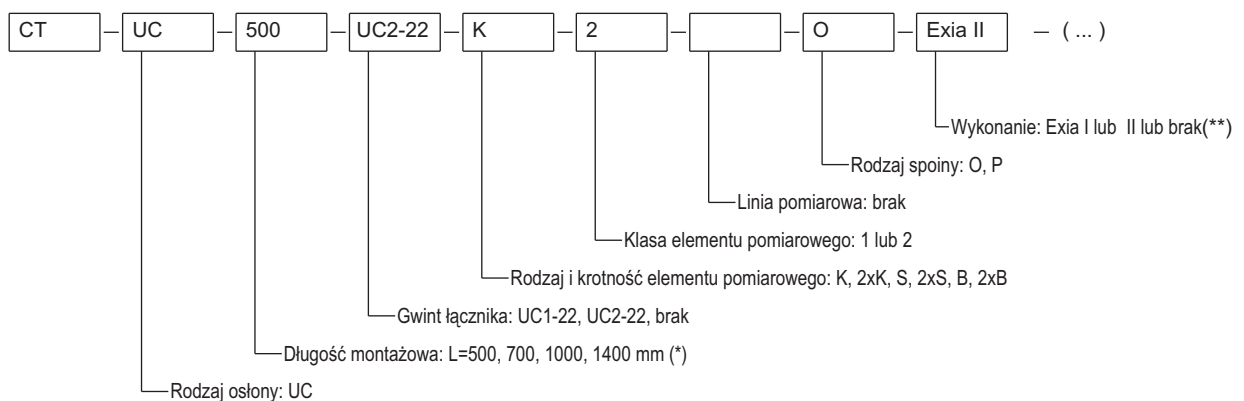 CT – UC – 500 – UC2-22 – K – 2 – – O – Exia II – ( ... )
Wykonanie: Exia I lub II lub brak(**)
Rodzaj spoiny: O, P
Linia pomiarowa: brak
Klasa elementu pomiarowego: 1 lub 2
Rodzaj i krotność elementu pomiarowego: K, 2xK, S, 2xS, B, 2xB
Gwint łącznika: UC1-22, UC2-22, brak
Długość montażowa: L=500, 700, 1000, 1400 mm (*)
Rodzaj osłony: UC